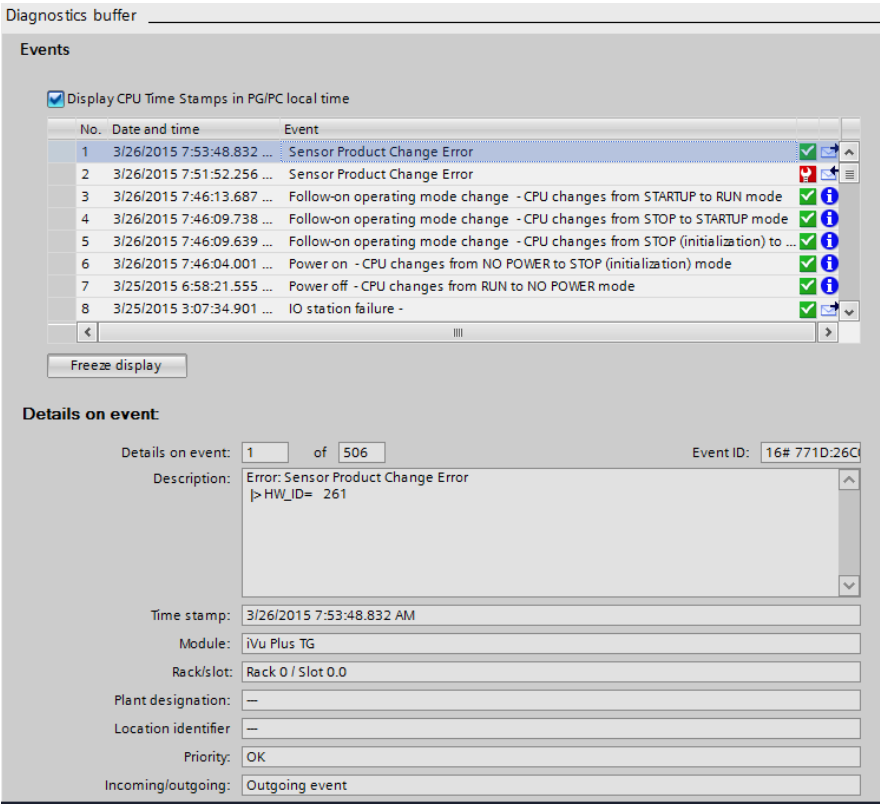 Diagnostics buffer
Events
Display CPU Time Stamps in PG/PC local time
No. Date and time Event
1 3/26/2015 7:53:48.832 ... Sensor Product Change Error
2 3/26/2015 7:51:52.256 ... Sensor Product Change Error
3 3/26/2015 7:46:13.687 ... Follow-on operating mode change - CPU changes from STARTUP to RUN mode
4 3/26/2015 7:46:09.738 ... Follow-on operating mode change - CPU changes from STOP to STARTUP mode
5 3/26/2015 7:46:09.639 ... Follow-on operating mode change - CPU changes from STOP (initialization) to ...
6 3/26/2015 7:46:04.001 ... Power on - CPU changes from NO POWER to STOP (initialization) mode
7 3/25/2015 6:58:21.555 ... Power off - CPU changes from RUN to NO POWER mode
8 3/25/2015 3:07:34.901 ... IO station failure -
Freeze display
Details on event:
Details on event: 1 of 506 Event ID: 16# 771D:26C
Description: Error: Sensor Product Change Error
|> HW_ID= 261
Time stamp: 3/26/2015 7:53:48.832 AM
Module: iVu Plus TG
Rack/slot: Rack 0 / Slot 0.0
Plant designation: —
Location identifier —
Priority: OK
Incoming/outgoing: Outgoing event